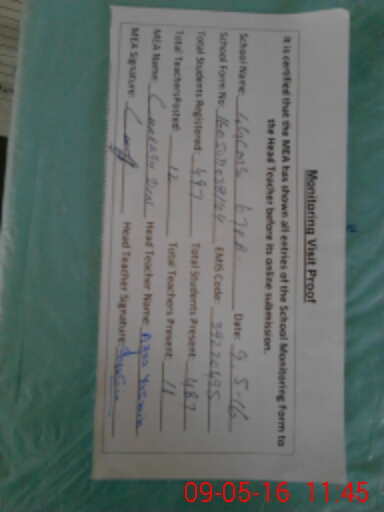 Monitoring Visit Proof
It is certified that the MEA has shown all entries of the School Monitoring Form to
the Head Teacher before its online submission.
School Name: Date: 9-5-16
School Form No: EMIS Code: 39220495
Total Students Registered: 497 Total Students Present: 487
Total Teachers Posted: 12 Total Teachers Present: 11
MEA Name: Head Teacher Name:
MEA Signature: Head Teacher Signature:
09-05-16 11:45